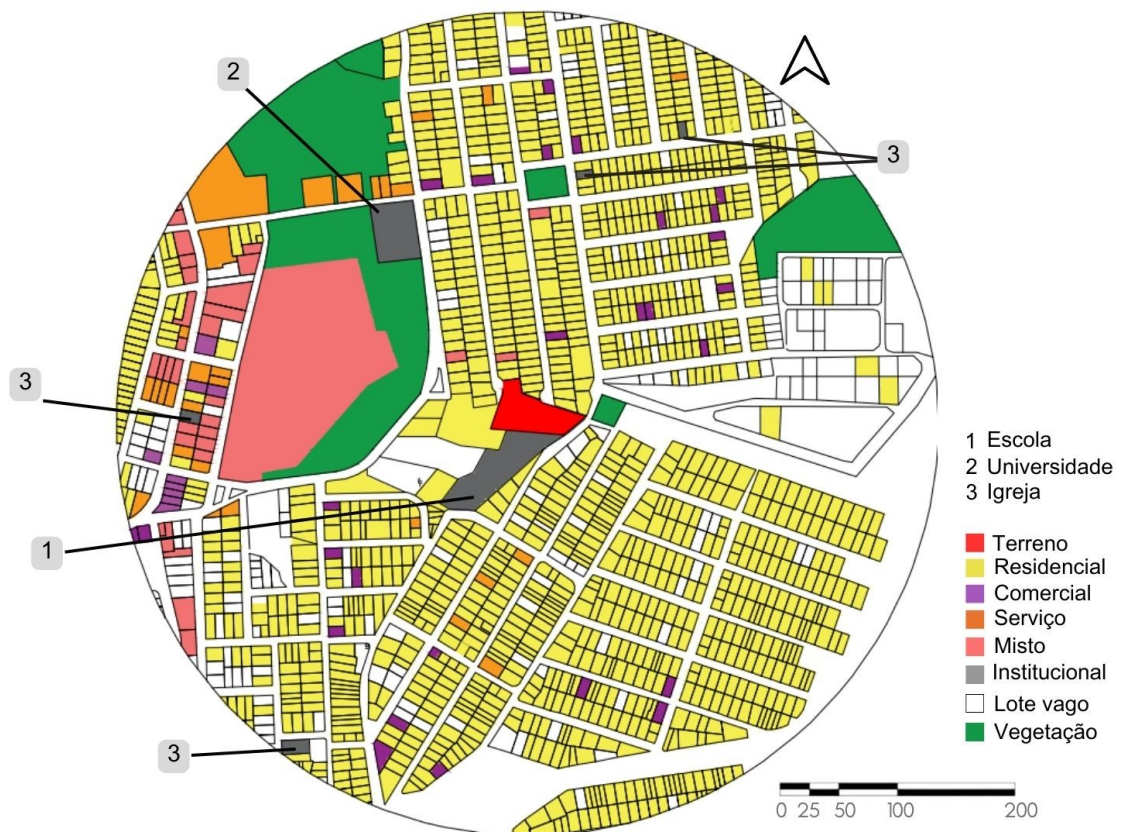 2
3
3
1
3
1 Escola
2 Universidade
3 Igreja
Terreno
Residencial
Comercial
Serviço
Misto
Institucional
Lote vago
Vegetação
0 25 50 100 200